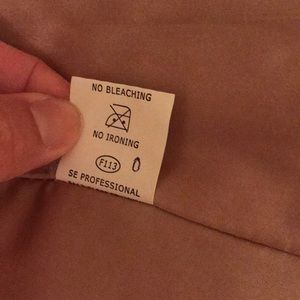 NO BLEACHING
NO IRONING
F113
SE PROFESSIONAL